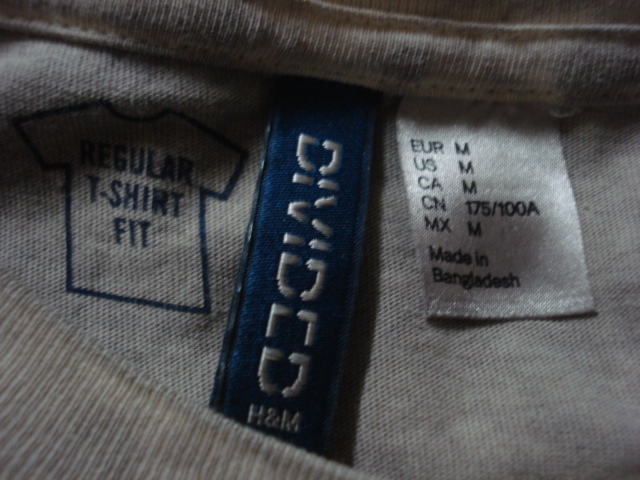 REGULAR
T-SHIRT
FIT
DIVIDED
H&M
EUR M
US M
CA M
CN 175/100A
MX M
Made in
Bangladesh